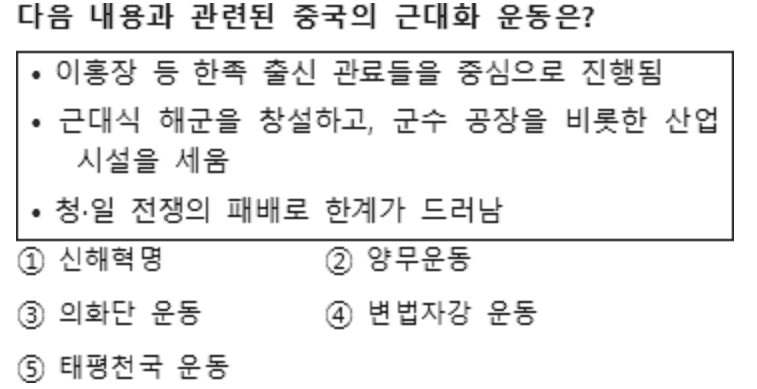 다음 내용과 관련된 중국의 근대화 운동은?
• 이홍장 등 한족 출신 관료들을 중심으로 진행됨
• 근대식 해군을 창설하고, 군수 공장을 비롯한 산업
시설을 세움
• 청·일 전쟁의 패배로 한계가 드러남
① 신해혁명 ② 양무운동
③ 의화단 운동 ④ 변법자강 운동
⑤ 태평천국 운동